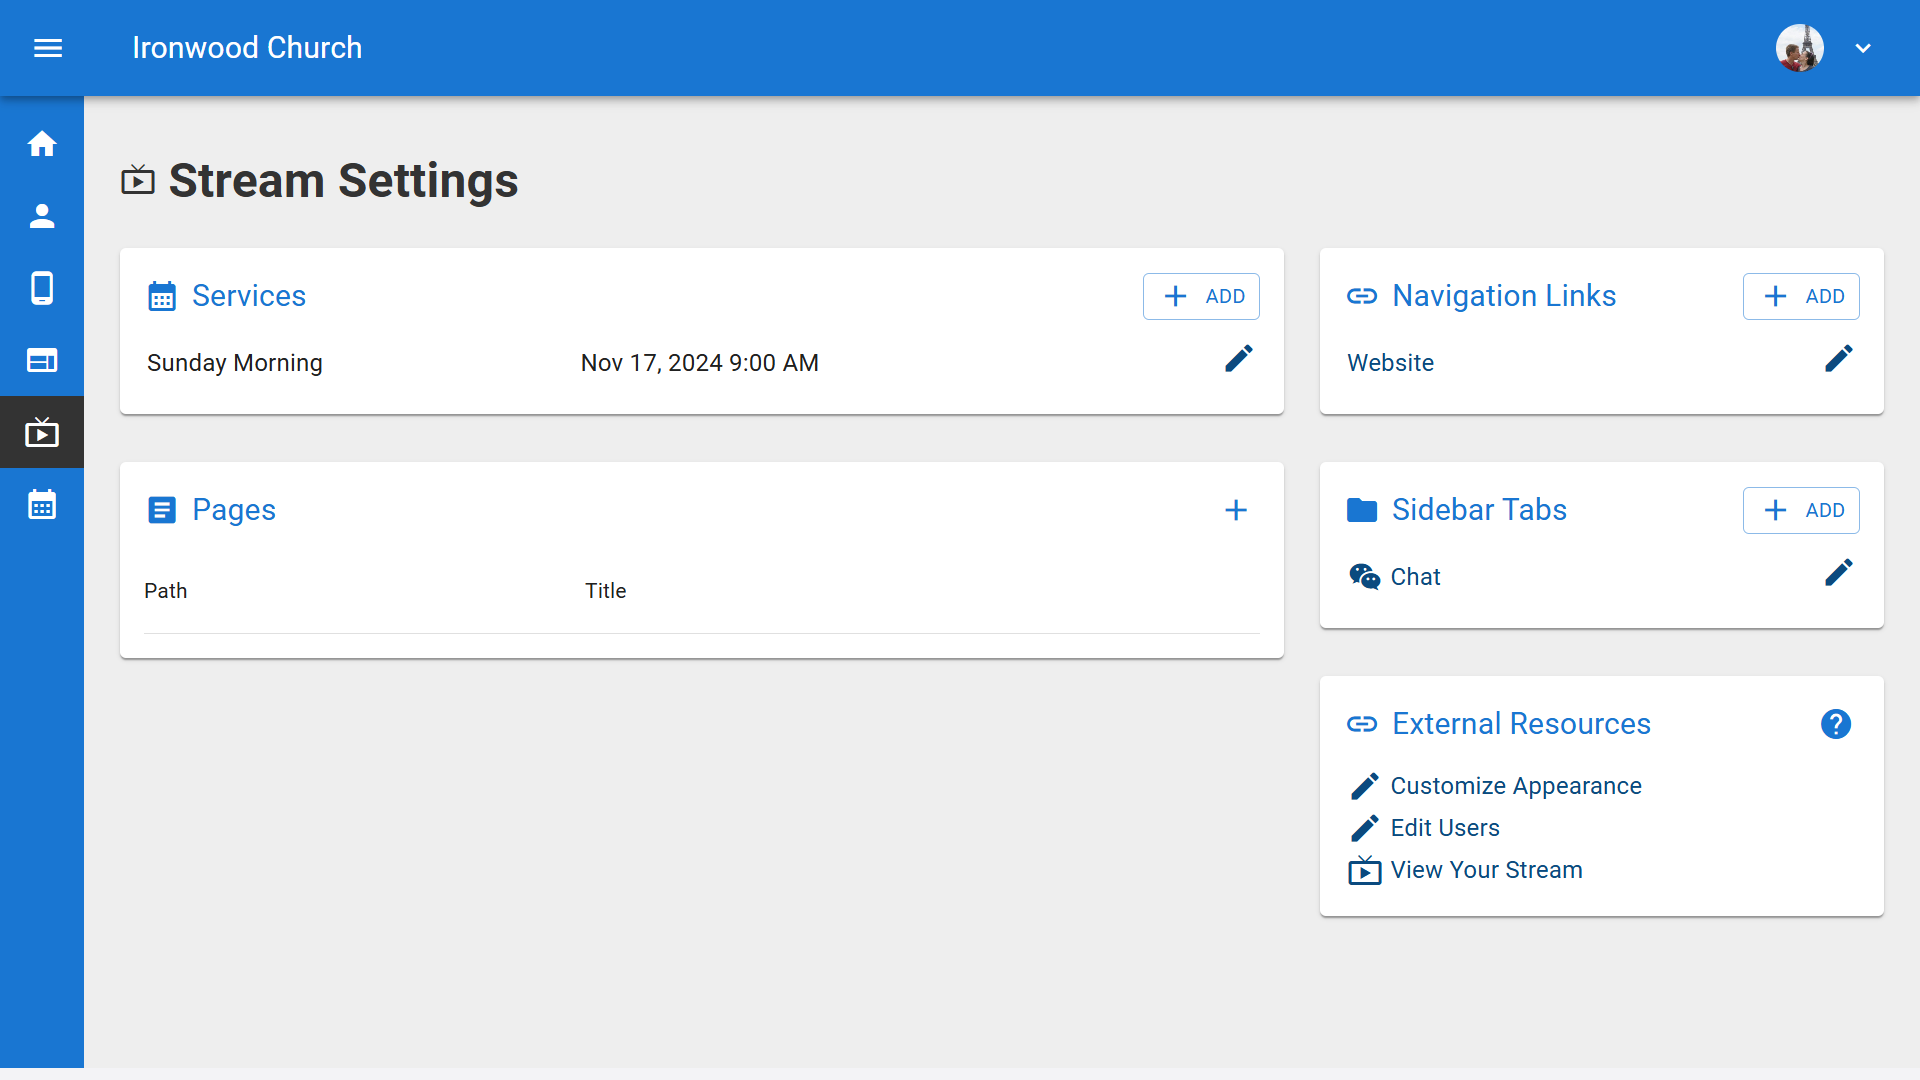 Ironwood Church
Stream Settings
Services
ADD
Sunday Morning
Nov 17, 2024 9:00 AM
Navigation Links
ADD
Website
Pages
Path
Title
Sidebar Tabs
ADD
Chat
External Resources
Customize Appearance
Edit Users
View Your Stream